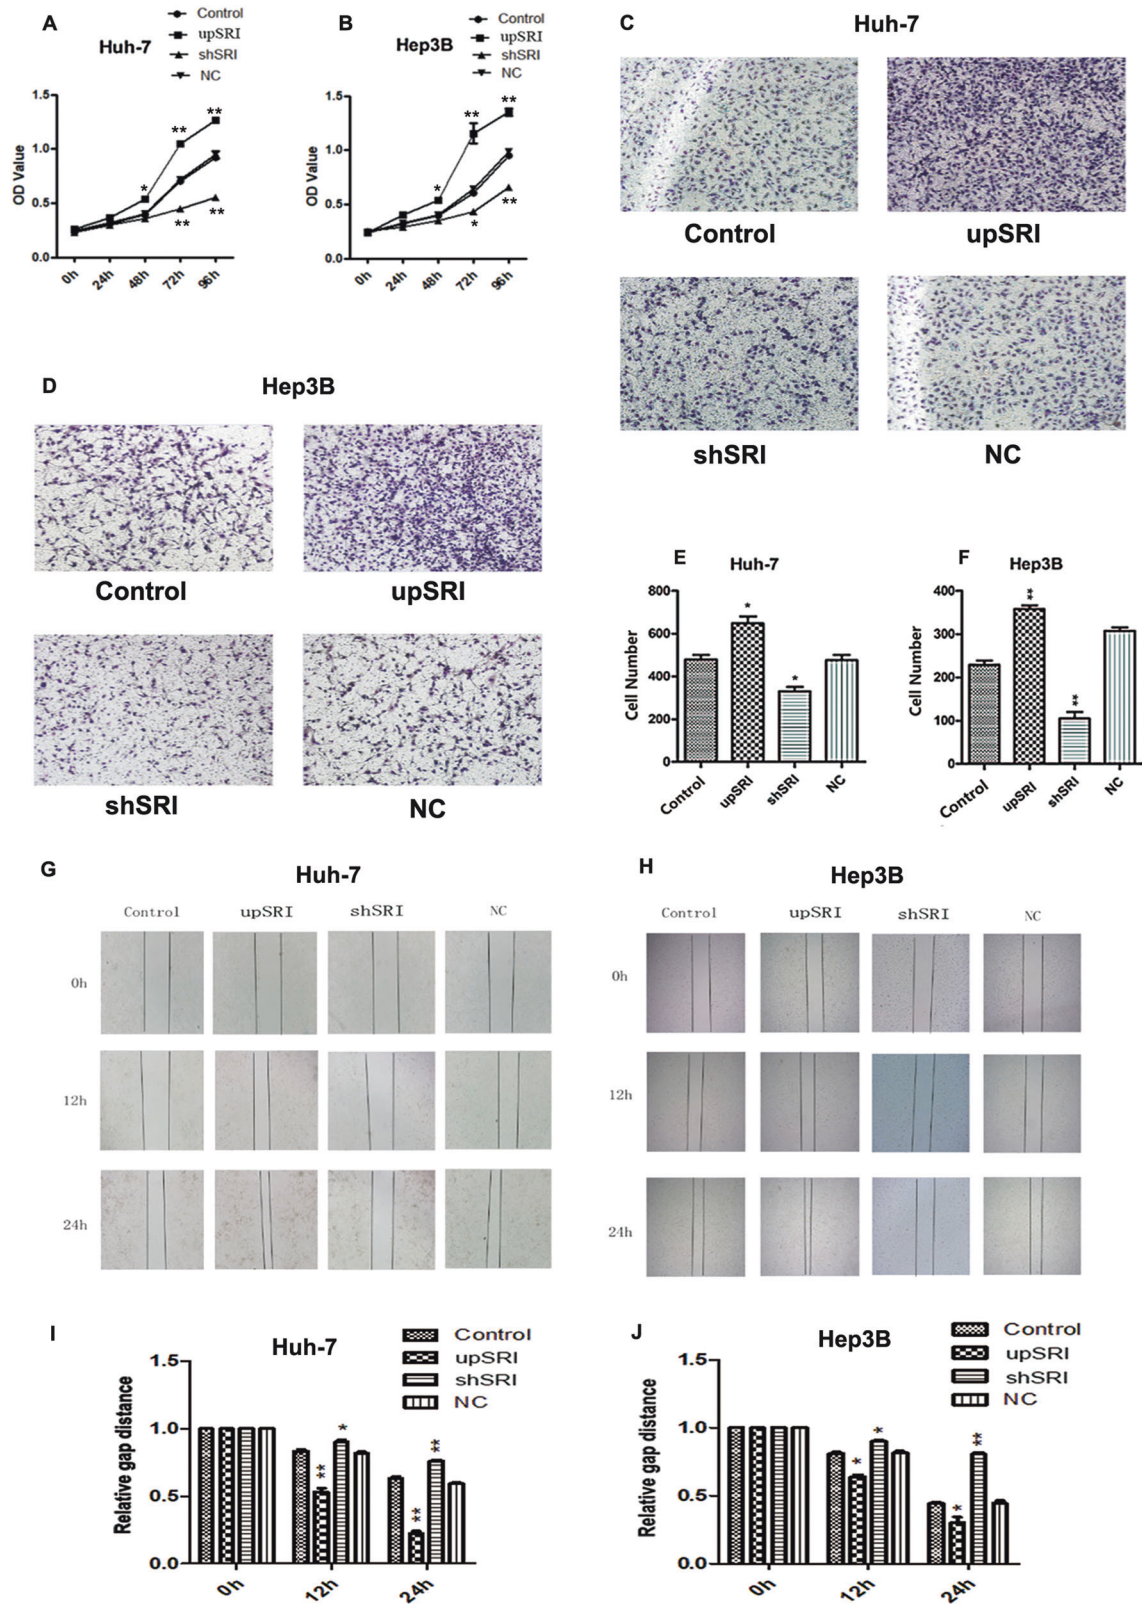 A
Huh-7
Control
upSRI
shSRI
NC
OD Value
1.5
1.0
0.5
0.0
*
**
**
**
**
0h
24h
48h
72h
96h
B
Hep3B
Control
upSRI
shSRI
NC
OD Value
1.5
1.0
0.5
0.0
*
**
**
*
**
0h
24h
48h
72h
96h
C
Huh-7
Control
upSRI
shSRI
NC
D
Hep3B
Control
upSRI
shSRI
NC
E
Huh-7
Cell Number
800
600
400
200
0
*
*
Control
upSRI
shSRI
NC
F
Hep3B
Cell Number
400
300
200
100
0
**
**
Control
upSRI
shSRI
NC
G
Huh-7
Control
upSRI
shSRI
NC
0h
12h
24h
H
Hep3B
Control
upSRI
shSRI
NC
0h
12h
24h
I
Huh-7
Control
upSRI
shSRI
NC
Relative gap distance
1.5
1.0
0.5
0.0
**
*
**
**
0h
12h
24h
J
Hep3B
Control
upSRI
shSRI
NC
Relative gap distance
1.5
1.0
0.5
0.0
*
*
*
**
0h
12h
24h